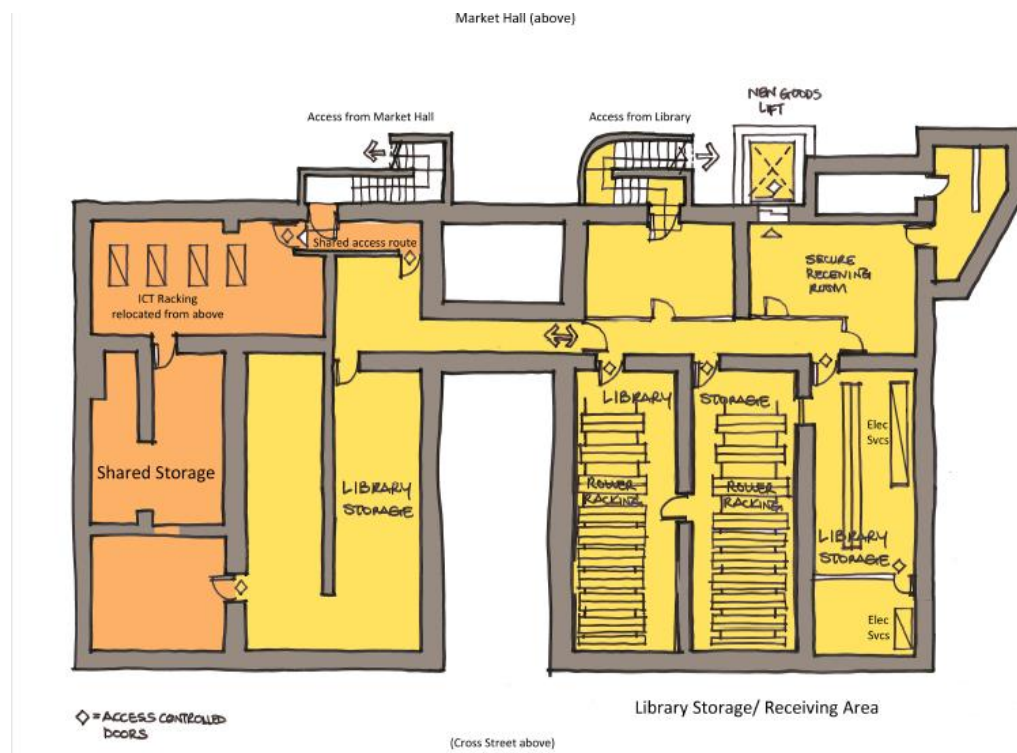 Market Hall (above)
NEW GOODS
LIFT
Access from Market Hall
Access from Library
Shared access route
SECURE
RECEIVING
ROOM
ICT Racking
relocated from above
LIBRARY
STORAGE
Elec
Svcs
Shared Storage
LIBRARY
STORAGE
ROLLER
RACKING
ROLLER
RACKING
LIBRARY
STORAGE
Elec
Svcs
Library Storage/ Receiving Area
= ACCESS CONTROLLED
DOORS
(Cross Street above)